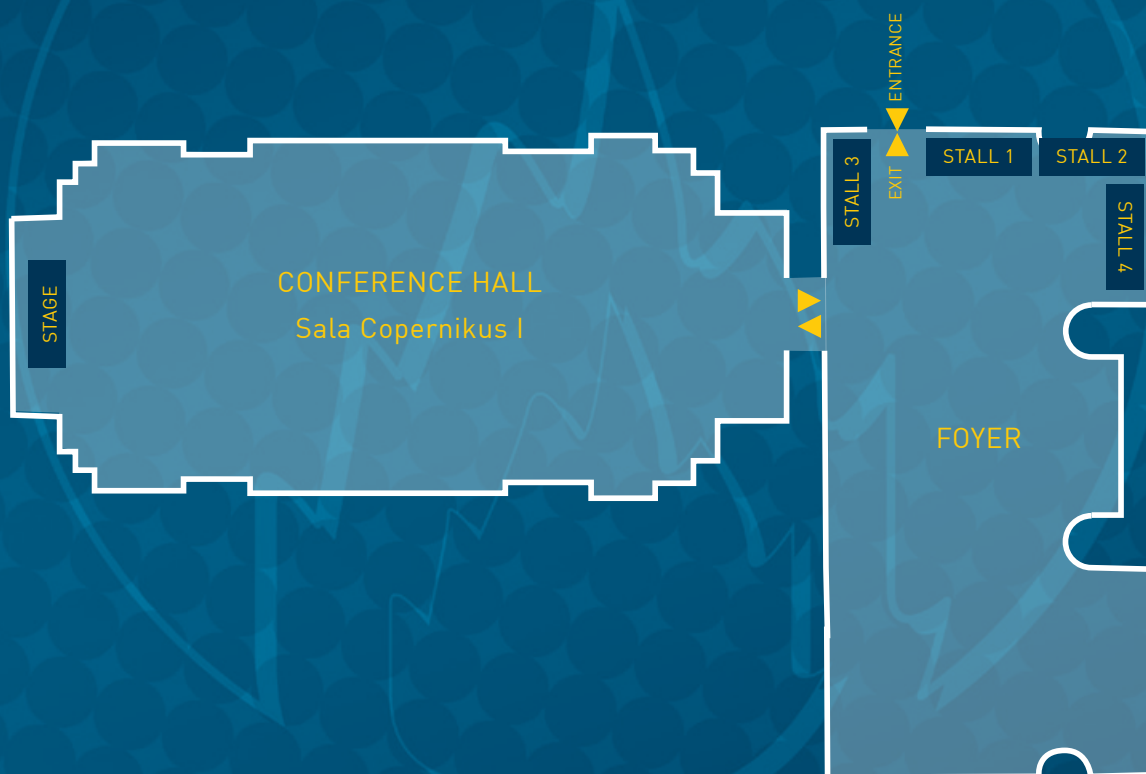 ENTRANCE
EXIT
STALL 1
STALL 2
STALL 3
STALL 4
CONFERENCE HALL
Sala Copernikus I
STAGE
FOYER